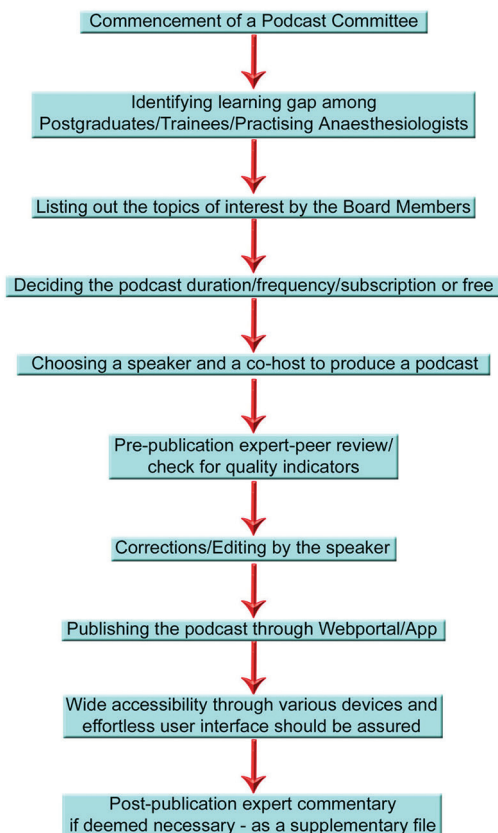 Commencement of a Podcast Committee
Identifying learning gap among
Postgraduates/Trainees/Practising Anaesthesiologists
Listing out the topics of interest by the Board Members
Deciding the podcast duration/frequency/subscription or free
Choosing a speaker and a co-host to produce a podcast
Pre-publication expert-peer review/
check for quality indicators
Corrections/Editing by the speaker
Publishing the podcast through Webportal/App
Wide accessibility through various devices and
effortless user interface should be assured
Post-publication expert commentary
if deemed necessary - as a supplementary file